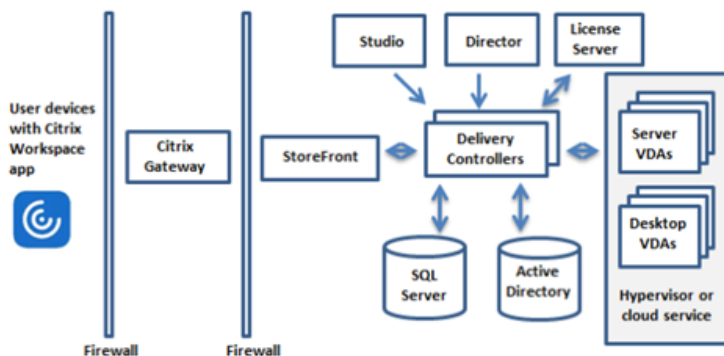 Studio
Director
License
Server
User devices
with Citrix
Workspace
app
Citrix
Gateway
StoreFront
Delivery
Controllers
Server
VDAs
Desktop
VDAs
SQL
Server
Active
Directory
Hypervisor or
cloud service
Firewall
Firewall